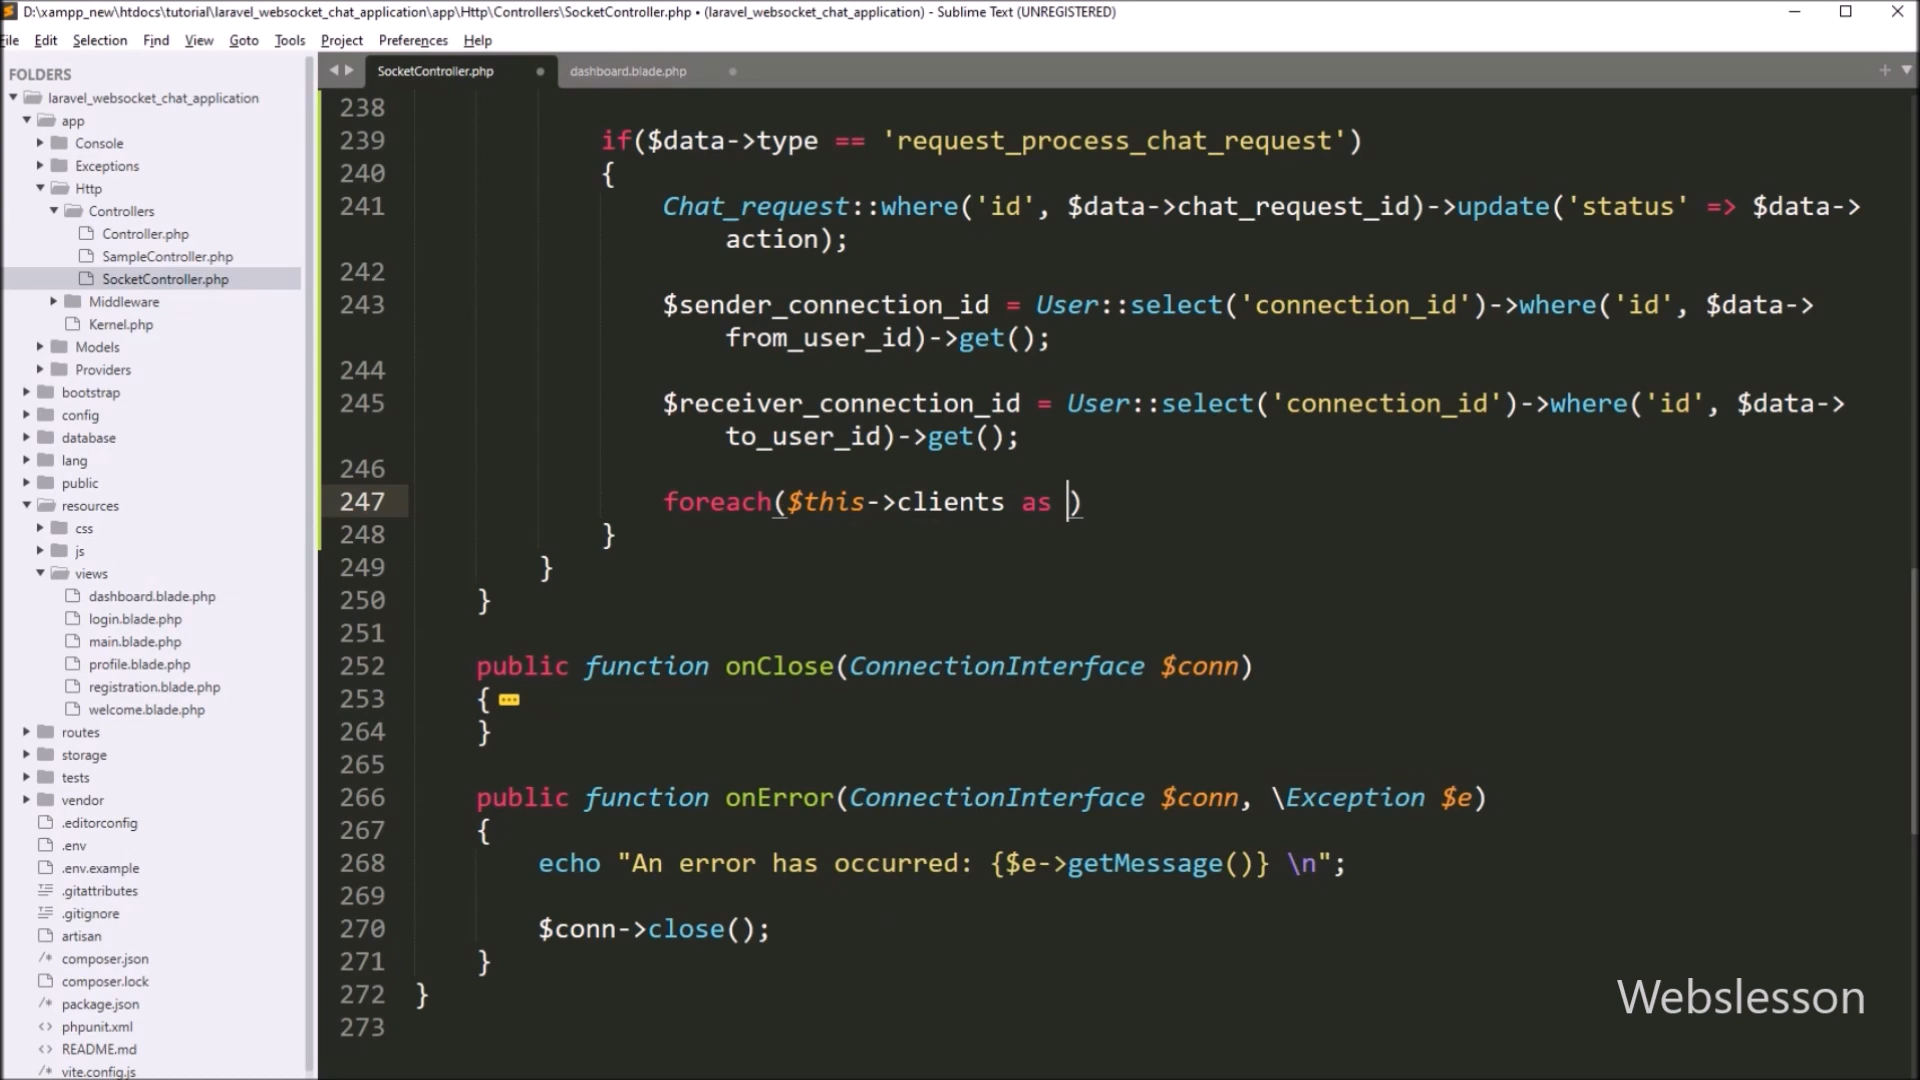 D:\xampp_new\htdocs\tutorial\laravel_websocket_chat_application\app\Http\Controllers\SocketController.php • (laravel_websocket_chat_application) - Sublime Text (UNREGISTERED)
File Edit Selection Find View Goto Tools Project Preferences Help
FOLDERS
laravel_websocket_chat_application
app
Console
Exceptions
Http
Controllers
Controller.php
SampleController.php
SocketController.php
Middleware
Kernel.php
Models
Providers
bootstrap
config
database
lang
public
resources
css
js
views
dashboard.blade.php
login.blade.php
main.blade.php
profile.blade.php
registration.blade.php
welcome.blade.php
routes
storage
tests
vendor
.editorconfig
.env
.env.example
.gitattributes
.gitignore
artisan
composer.json
composer.lock
package.json
phpunit.xml
README.md
vite.config.js
SocketController.php dashboard.blade.php
238
239 if($data->type == 'request_process_chat_request')
240 {
241 Chat_request::where('id', $data->chat_request_id)->update('status' => $data->
action);
242
243 $sender_connection_id = User::select('connection_id')->where('id', $data->
from_user_id)->get();
244
245 $receiver_connection_id = User::select('connection_id')->where('id', $data->
to_user_id)->get();
246
247 foreach($this->clients as )
248 }
249 }
250 }
251
252 public function onClose(ConnectionInterface $conn)
253 { ...
264 }
265
266 public function onError(ConnectionInterface $conn, \Exception $e)
267 {
268 echo "An error has occurred: {$e->getMessage()} \n";
269
270 $conn->close();
271 }
272 }
273
Webslesson